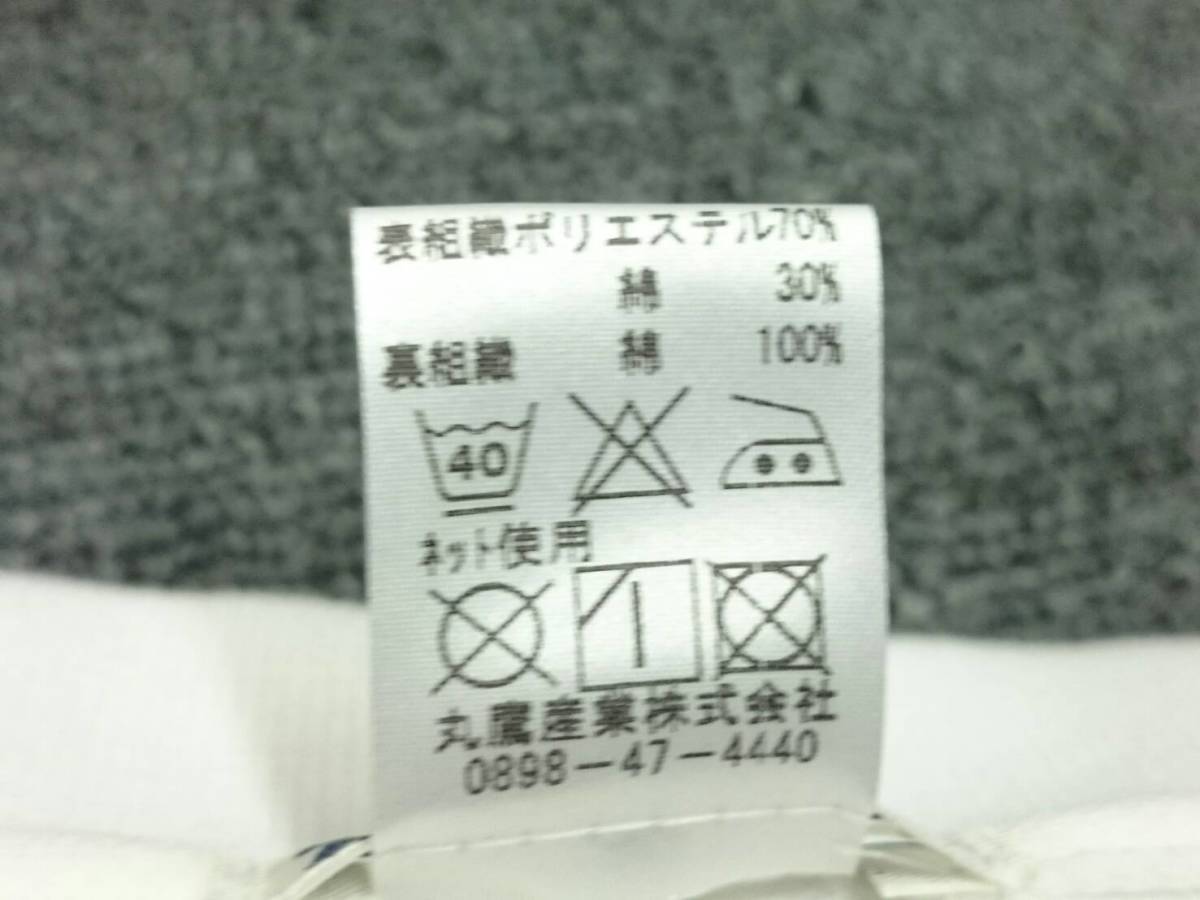 表組織ポリエステル70%
綿 30%
裏組織 綿 100%
40
ネット使用
丸鷹産業株式会社
0898-47-4440